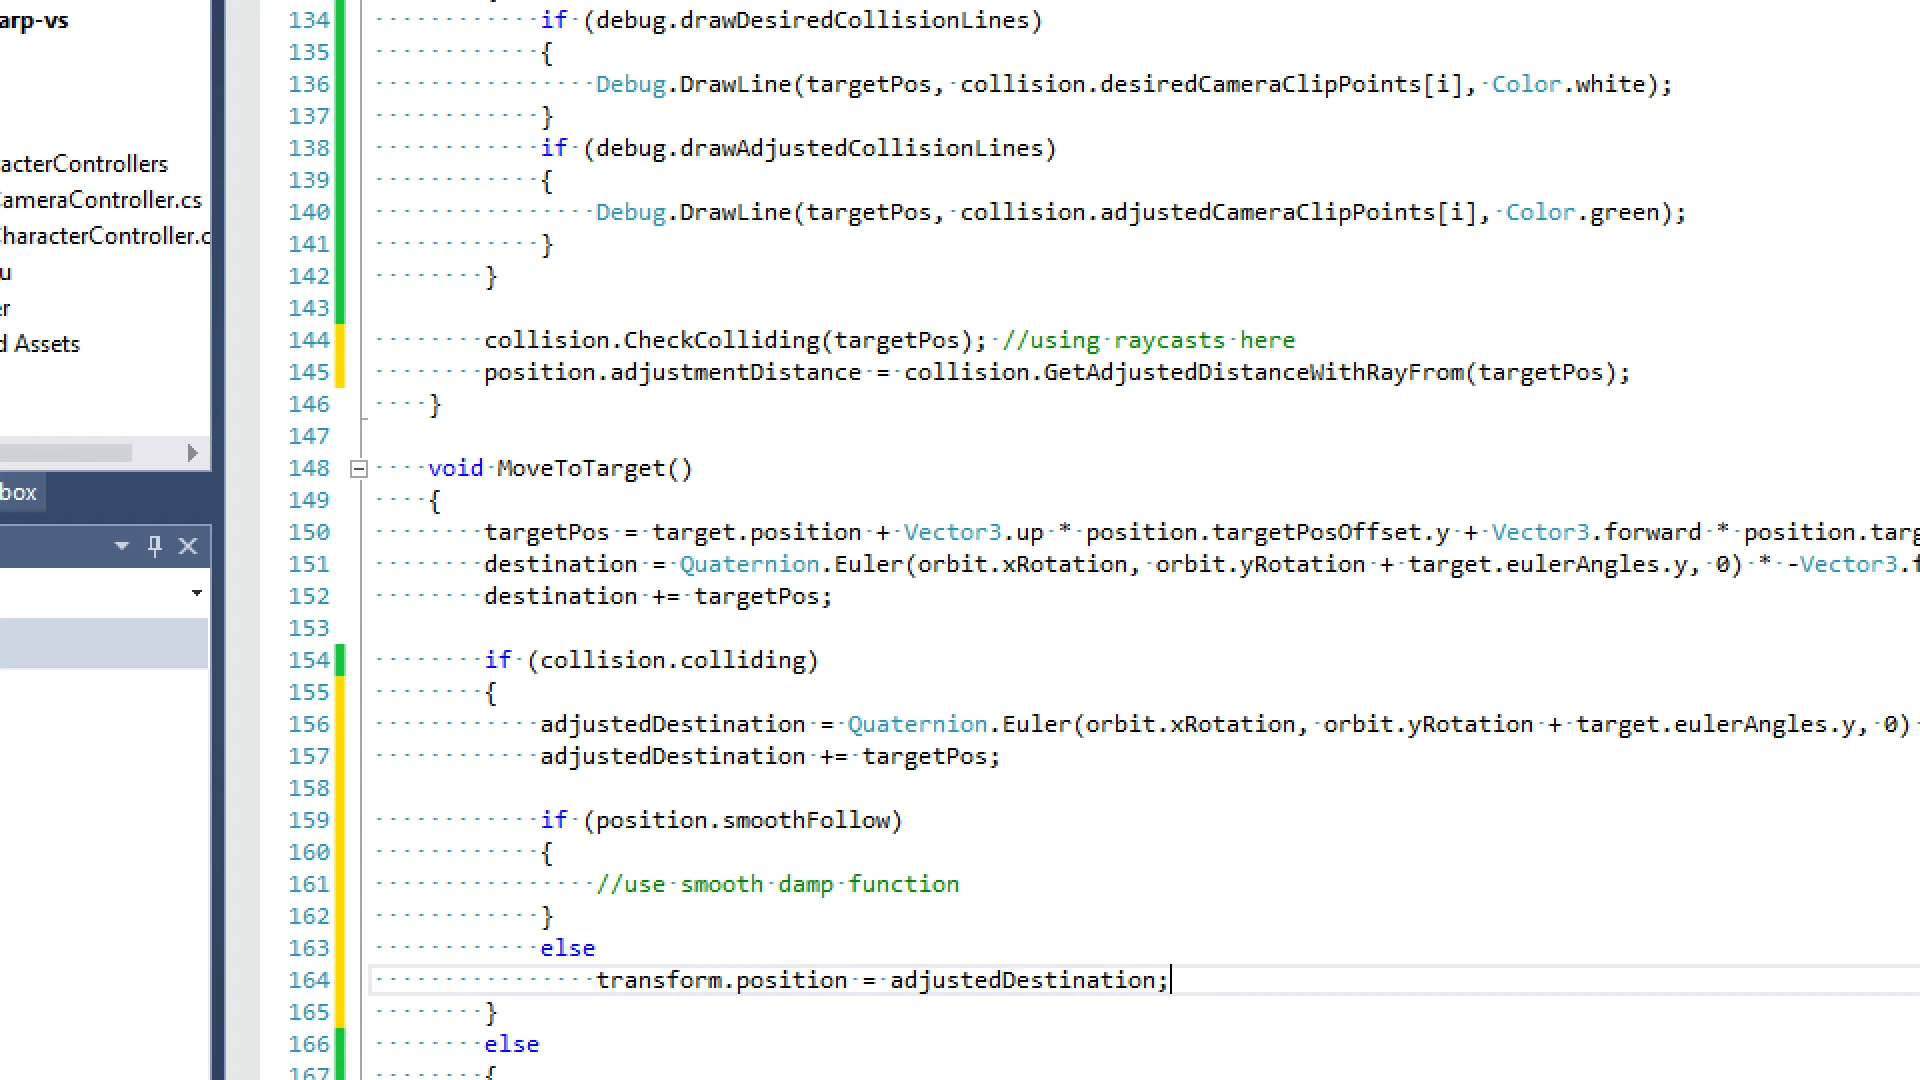 arp-vs
acterControllers
ameraController.cs
haracterController.c
u
er
d Assets
box
134 if (debug.drawDesiredCollisionLines)
135 {
136 Debug.DrawLine(targetPos, collision.desiredCameraClipPoints[i], Color.white);
137 }
138 if (debug.drawAdjustedCollisionLines)
139 {
140 Debug.DrawLine(targetPos, collision.adjustedCameraClipPoints[i], Color.green);
141 }
142 }
143
144 collision.CheckColliding(targetPos); //using raycasts here
145 position.adjustmentDistance = collision.GetAdjustedDistanceWithRayFrom(targetPos);
146 }
147
148 void MoveToTarget()
149 {
150 targetPos = target.position + Vector3.up * position.targetPosOffset.y + Vector3.forward * position.targ
151 destination = Quaternion.Euler(orbit.xRotation, orbit.yRotation + target.eulerAngles.y, 0) * -Vector3.f
152 destination += targetPos;
153
154 if (collision.colliding)
155 {
156 adjustedDestination = Quaternion.Euler(orbit.xRotation, orbit.yRotation + target.eulerAngles.y, 0)
157 adjustedDestination += targetPos;
158
159 if (position.smoothFollow)
160 {
161 //use smooth damp function
162 }
163 else
164 transform.position = adjustedDestination;
165 }
166 else
167 {